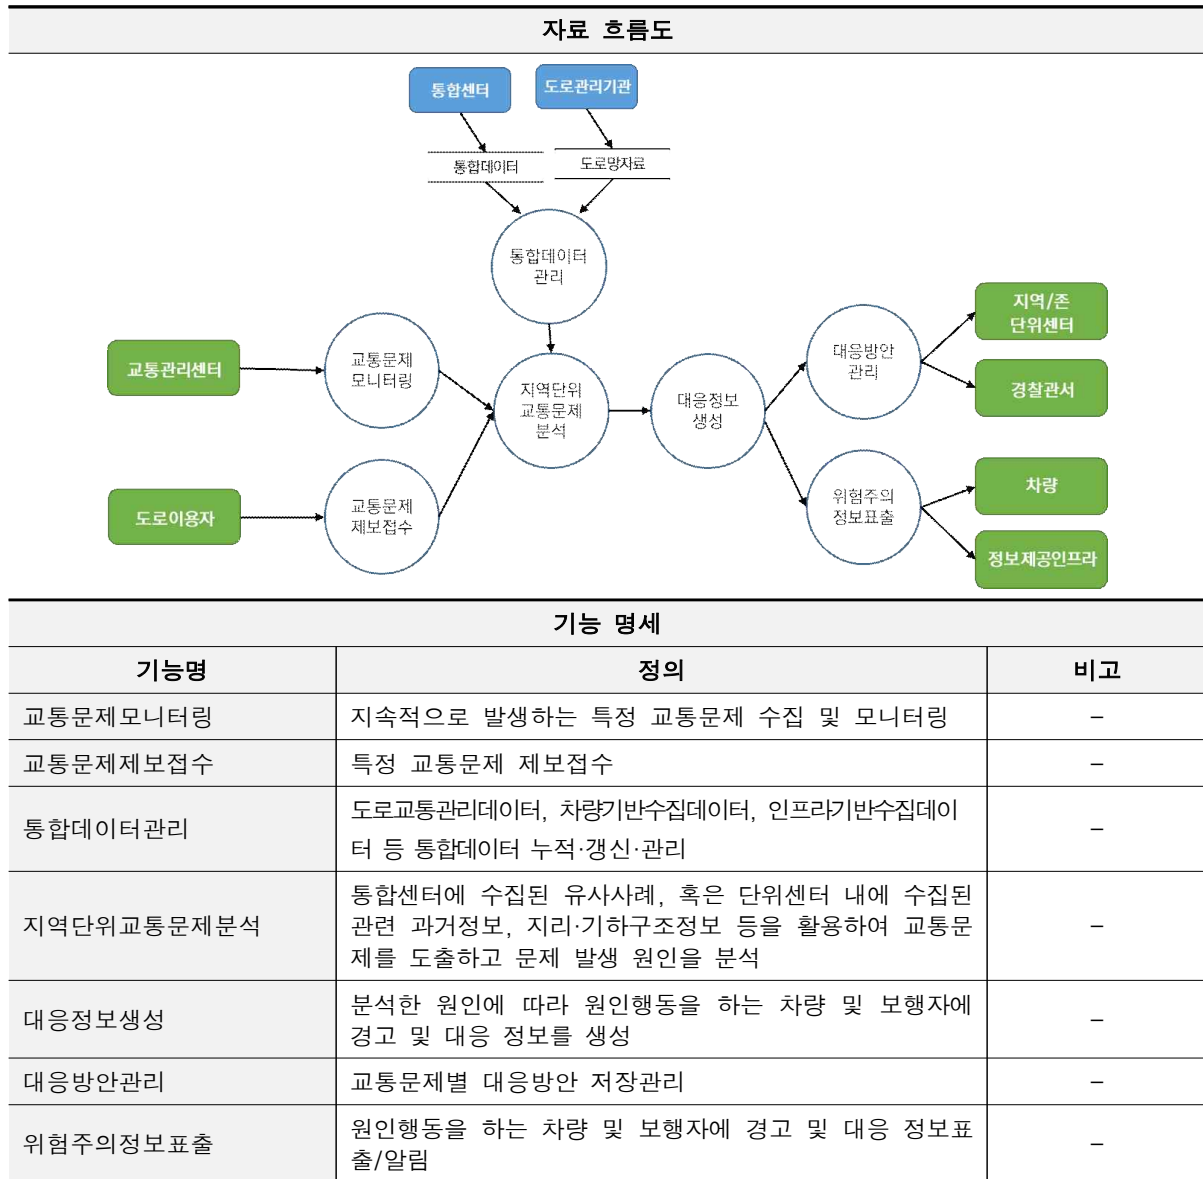 자료 흐름도
통합센터
도로관리기관
통합데이터
도로망자료
통합데이터
관리
지역/존
단위센터
교통관리센터
교통문제
모니터링
지역단위
교통문제
분석
대응정보
생성
대응방안
관리
경찰관서
도로이용자
교통문제
제보접수
위험주의
정보표출
차량
정보제공인프라
기능 명세
기능명 정의 비고
교통문제모니터링 지속적으로 발생하는 특정 교통문제 수집 및 모니터링 –
교통문제제보접수 특정 교통문제 제보접수 –
통합데이터관리 도로교통관리데이터, 차량기반수집데이터, 인프라기반수집데이
터 등 통합데이터 누적·갱신·관리 –
지역단위교통문제분석 통합센터에 수집된 유사사례, 혹은 단위센터 내에 수집된
관련 과거정보, 지리·기하구조정보 등을 활용하여 교통문
제를 도출하고 문제 발생 원인을 분석 –
대응정보생성 분석한 원인에 따라 원인행동을 하는 차량 및 보행자에
경고 및 대응 정보를 생성 –
대응방안관리 교통문제별 대응방안 저장관리 –
위험주의정보표출 원인행동을 하는 차량 및 보행자에 경고 및 대응 정보표
출/알림 –